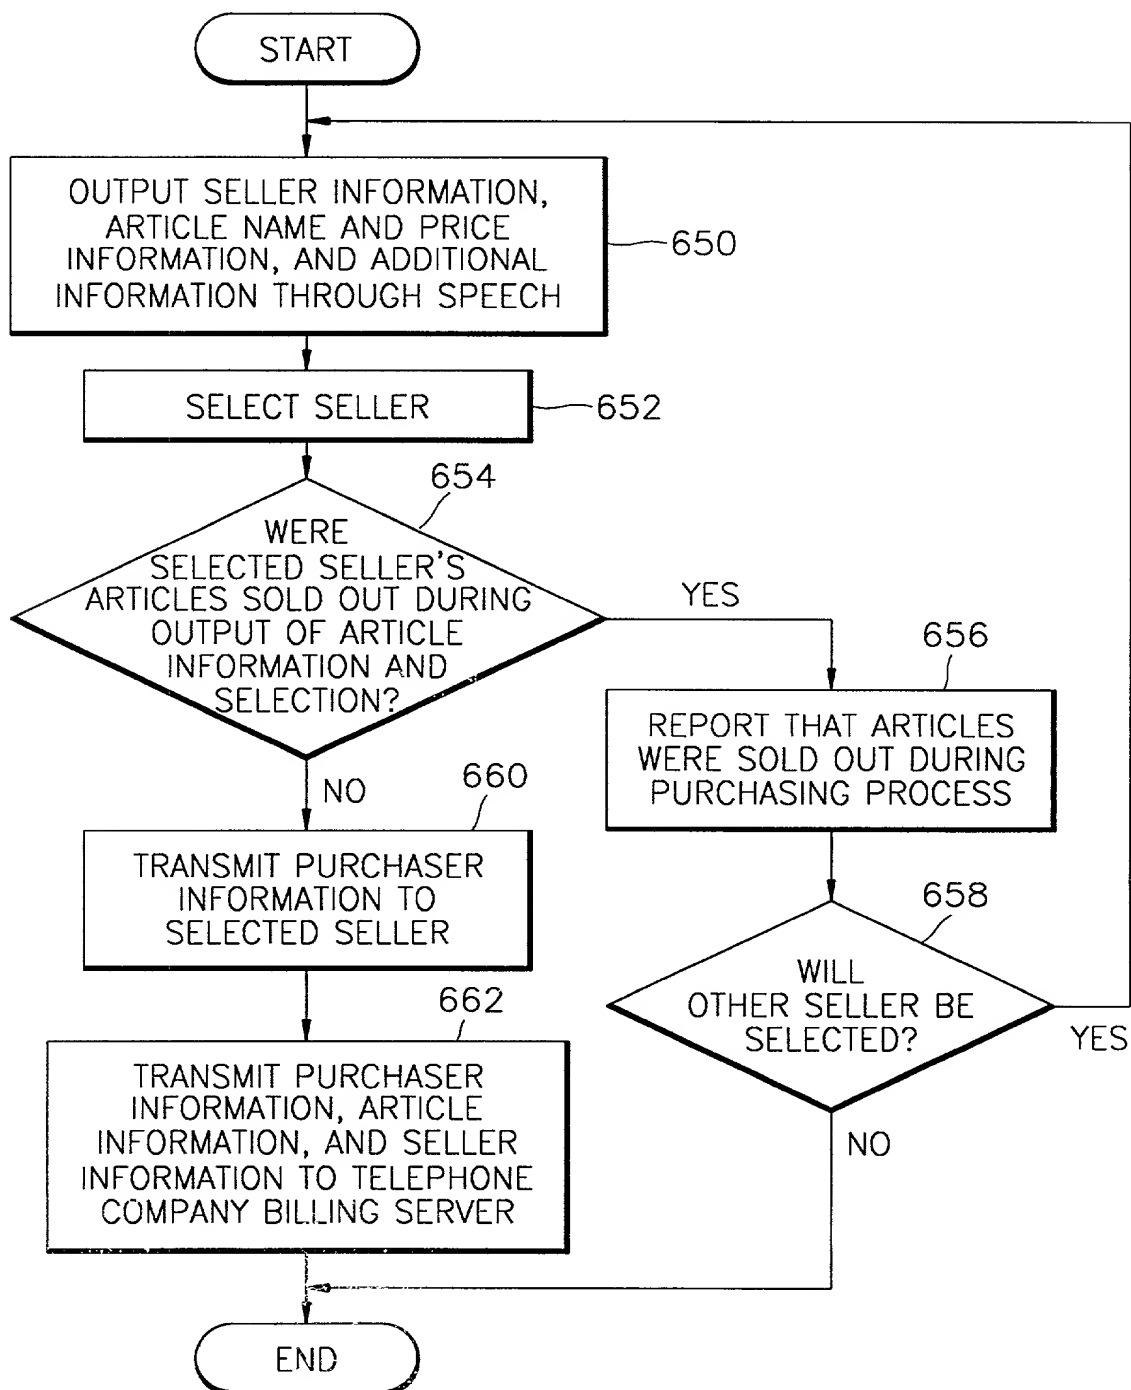 START
OUTPUT SELLER INFORMATION,
ARTICLE NAME AND PRICE
INFORMATION, AND ADDITIONAL
INFORMATION THROUGH SPEECH
650
SELECT SELLER
652
654
WERE
SELECTED SELLER'S
ARTICLES SOLD OUT DURING
OUTPUT OF ARTICLE
INFORMATION AND
SELECTION?
YES
656
REPORT THAT ARTICLES
WERE SOLD OUT DURING
PURCHASING PROCESS
NO
660
TRANSMIT PURCHASER
INFORMATION TO
SELECTED SELLER
658
WILL
OTHER SELLER BE
SELECTED?
YES
662
TRANSMIT PURCHASER
INFORMATION, ARTICLE
INFORMATION, AND SELLER
INFORMATION TO TELEPHONE
COMPANY BILLING SERVER
NO
END